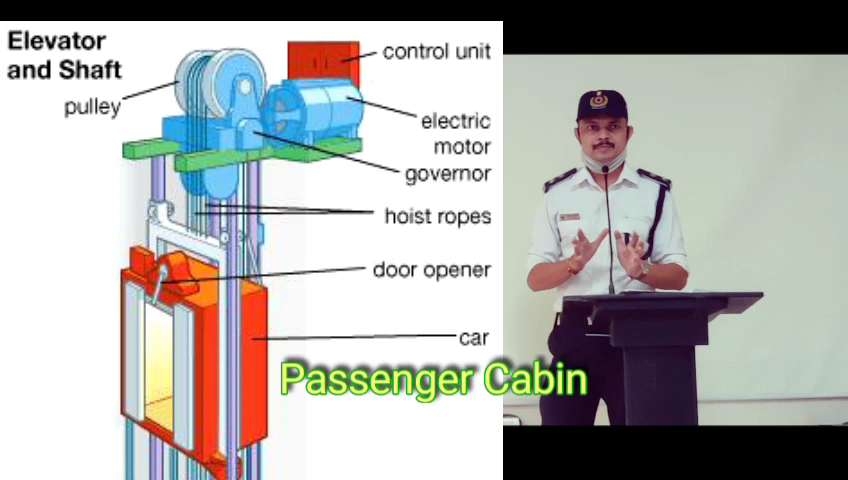 Elevator
and Shaft
control unit
pulley
electric
motor
governor
hoist ropes
door opener
car
Passenger Cabin